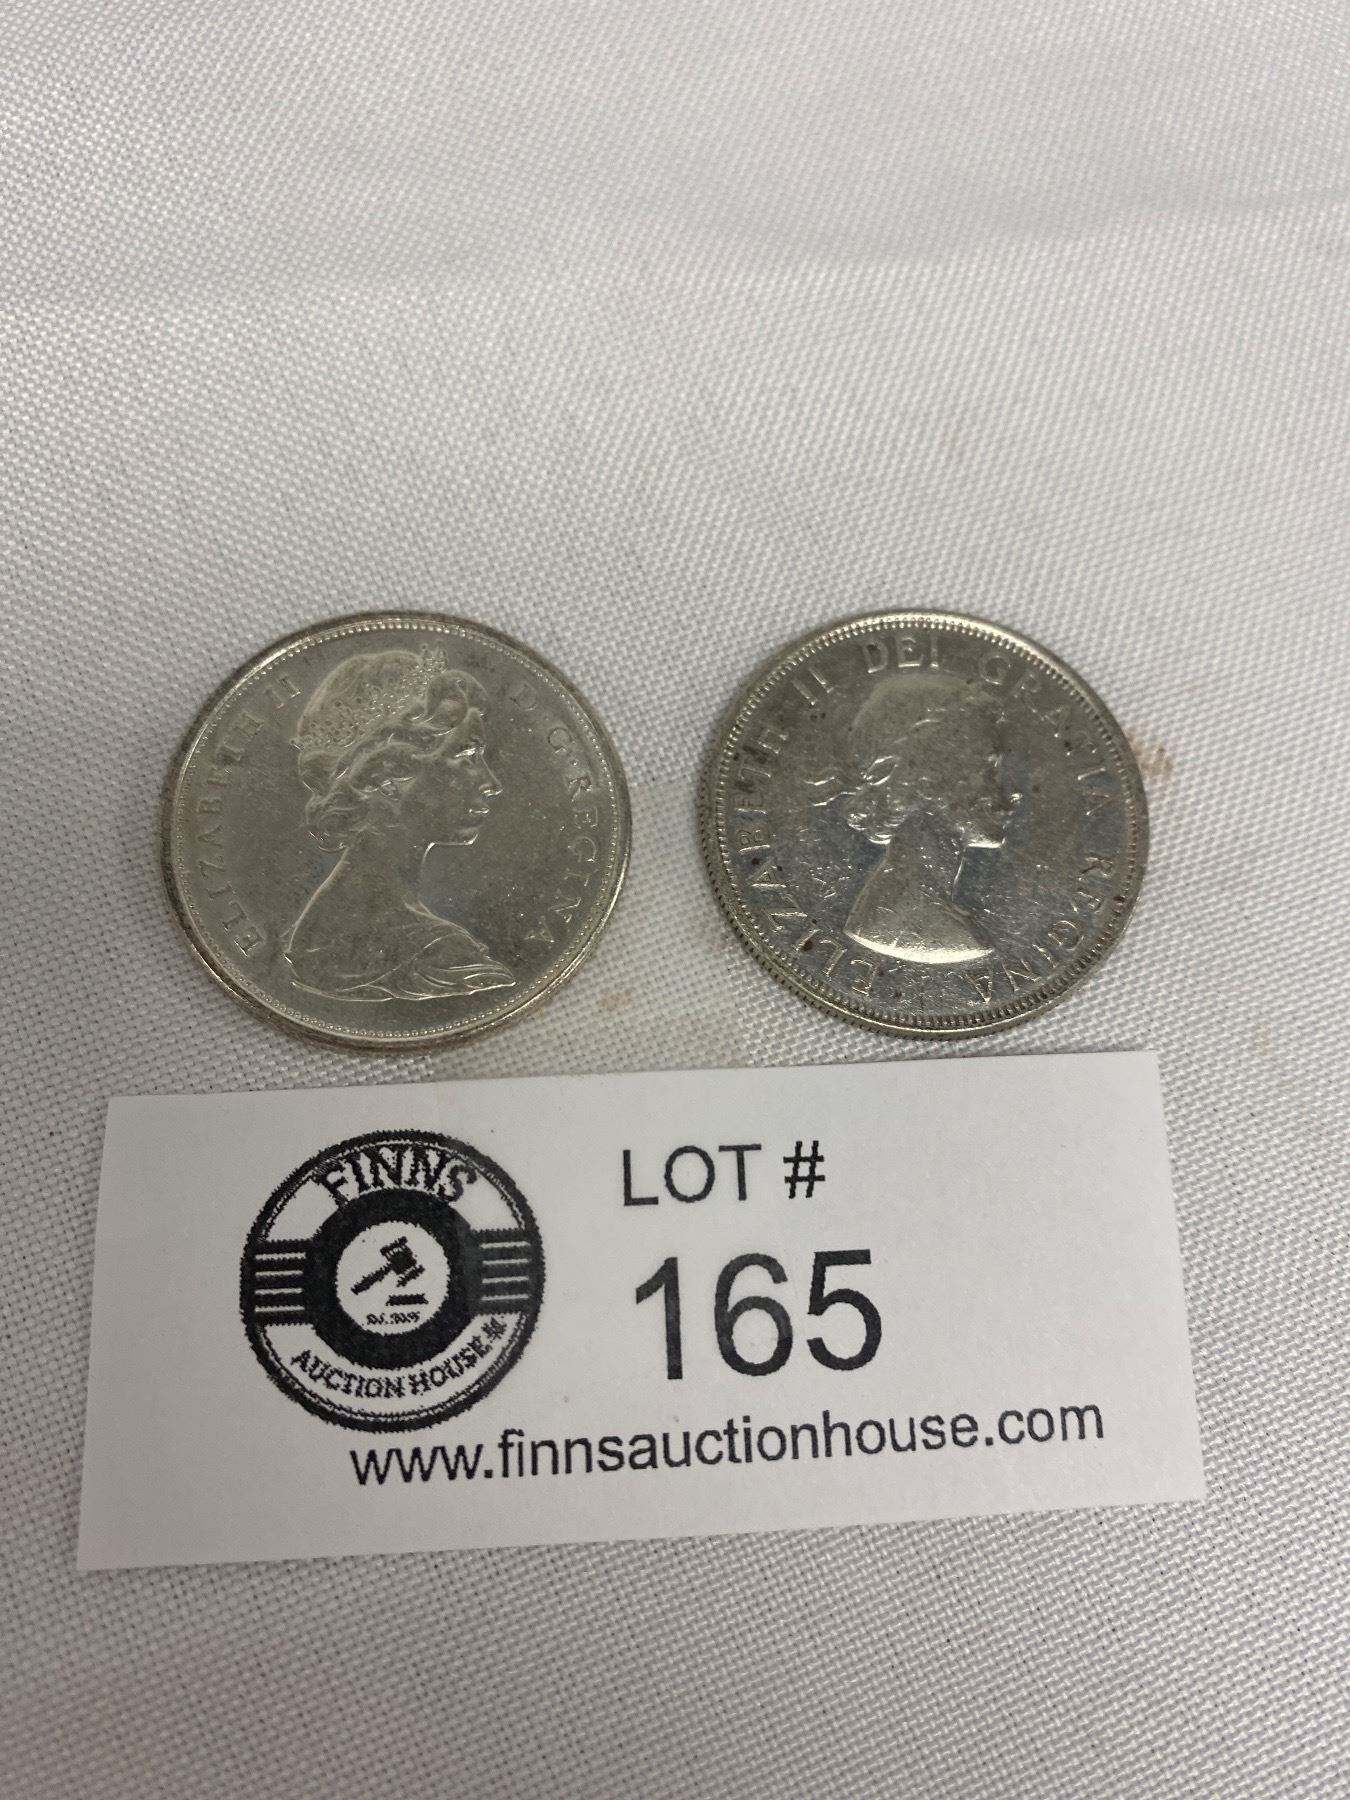 ELIZABETH II D·G·REGINA
ELIZABETH II DEI GRATIA REGINA
FINNS
AUCTION HOUSE
LOT #
165
www.finnsauctionhouse.com